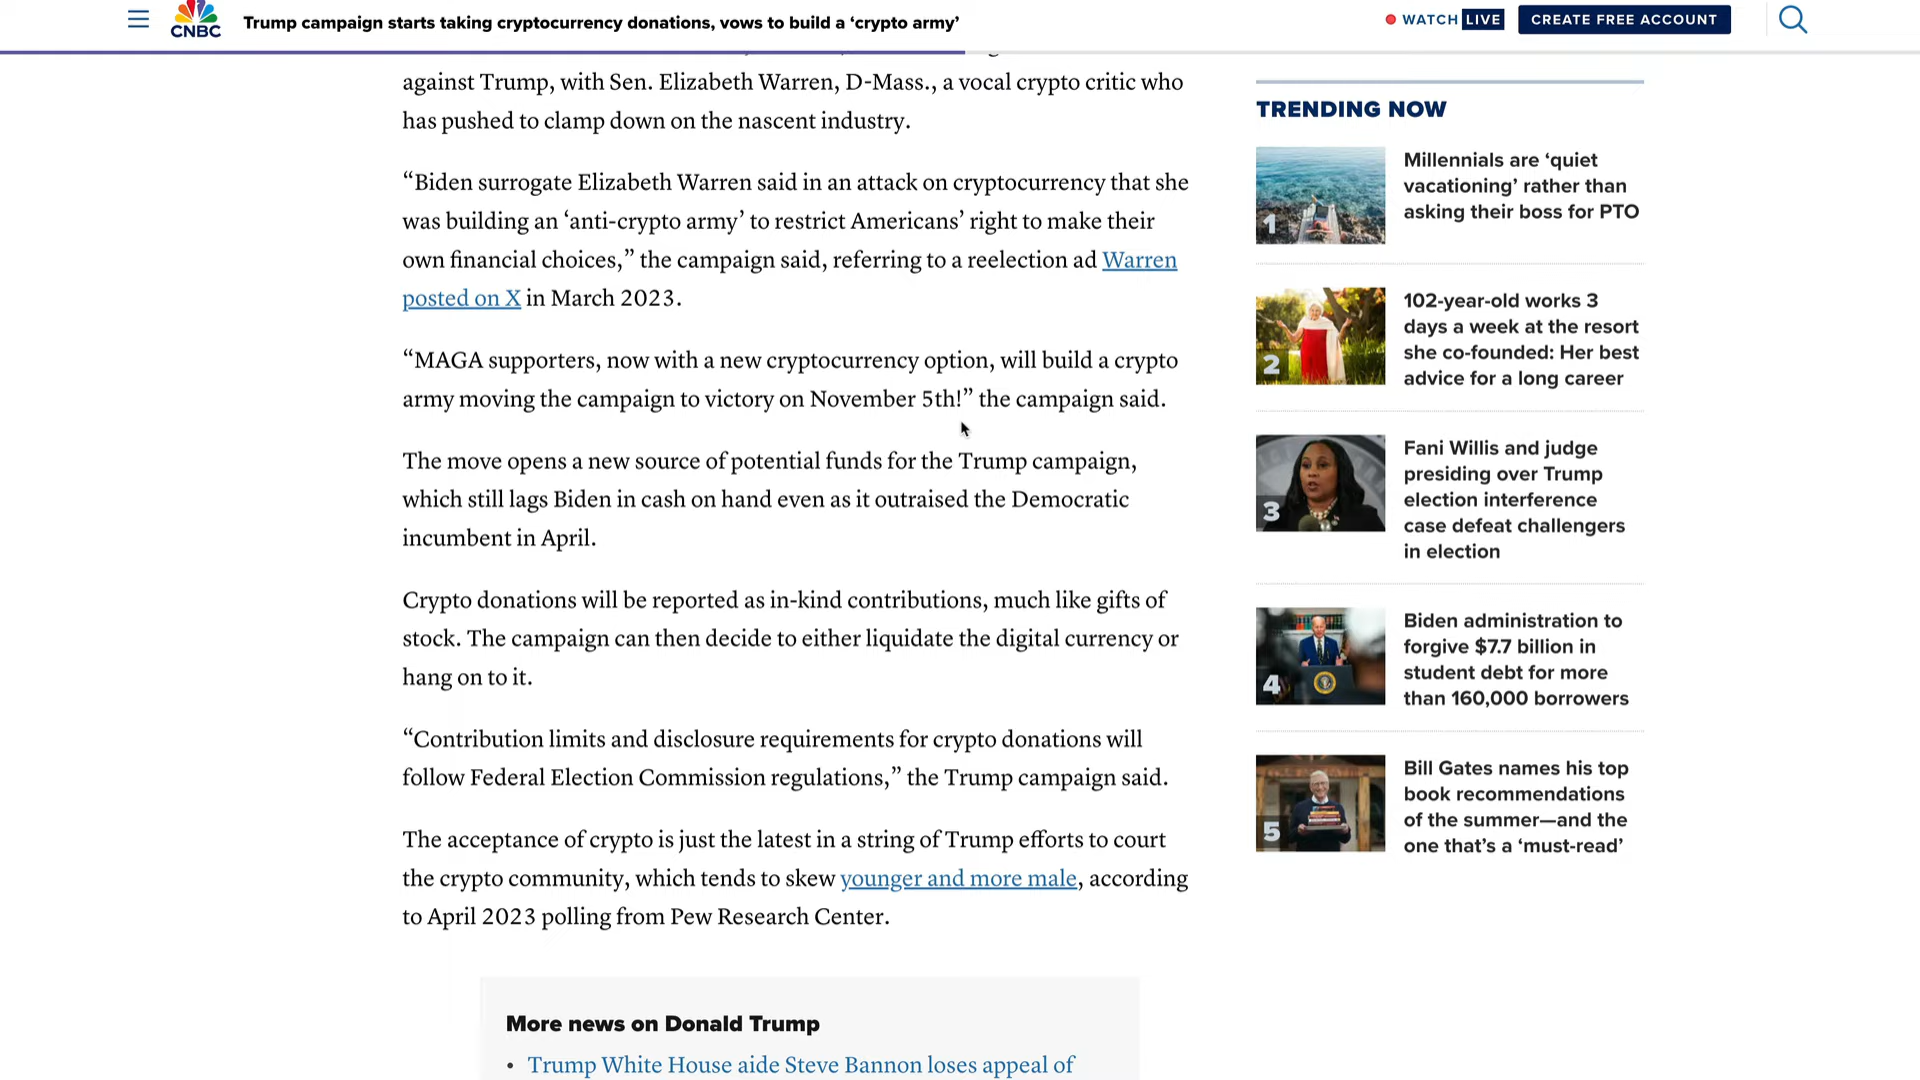 CNBC
Trump campaign starts taking cryptocurrency donations, vows to build a ‘crypto army’
WATCH LIVE
CREATE FREE ACCOUNT
against Trump, with Sen. Elizabeth Warren, D-Mass., a vocal crypto critic who
has pushed to clamp down on the nascent industry.
“Biden surrogate Elizabeth Warren said in an attack on cryptocurrency that she
was building an ‘anti-crypto army’ to restrict Americans’ right to make their
own financial choices,” the campaign said, referring to a reelection ad Warren
posted on X in March 2023.
“MAGA supporters, now with a new cryptocurrency option, will build a crypto
army moving the campaign to victory on November 5th!” the campaign said.
The move opens a new source of potential funds for the Trump campaign,
which still lags Biden in cash on hand even as it outraised the Democratic
incumbent in April.
Crypto donations will be reported as in-kind contributions, much like gifts of
stock. The campaign can then decide to either liquidate the digital currency or
hang on to it.
“Contribution limits and disclosure requirements for crypto donations will
follow Federal Election Commission regulations,” the Trump campaign said.
The acceptance of crypto is just the latest in a string of Trump efforts to court
the crypto community, which tends to skew younger and more male, according
to April 2023 polling from Pew Research Center.
More news on Donald Trump
• Trump White House aide Steve Bannon loses appeal of
TRENDING NOW
1
Millennials are ‘quiet
vacationing’ rather than
asking their boss for PTO
2
102-year-old works 3
days a week at the resort
she co-founded: Her best
advice for a long career
3
Fani Willis and judge
presiding over Trump
election interference
case defeat challengers
in election
4
Biden administration to
forgive $7.7 billion in
student debt for more
than 160,000 borrowers
5
Bill Gates names his top
book recommendations
of the summer—and the
one that’s a ‘must-read’